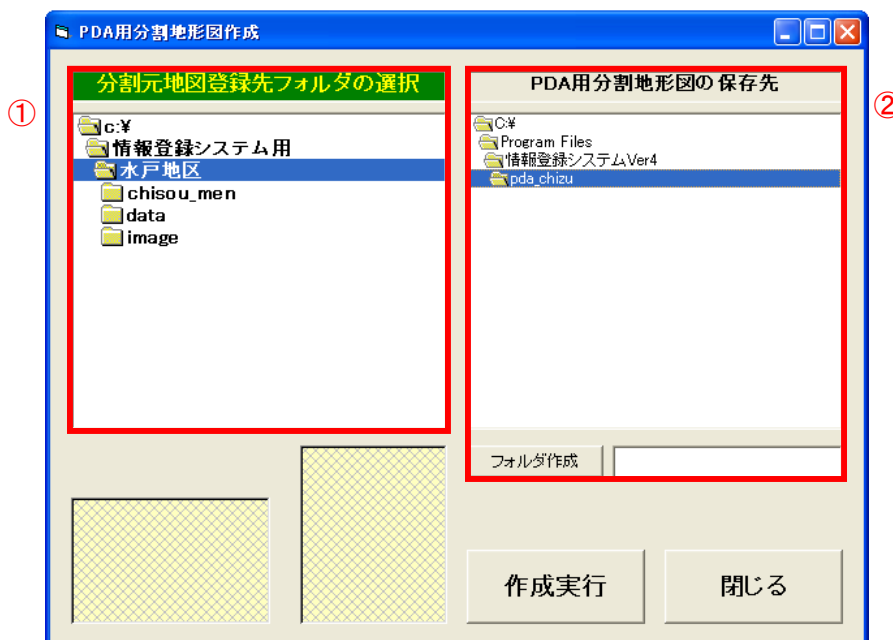 PDA用分割地形図作成
①
分割元地図登録先フォルダの選択
c:¥
情報登録システム用
水戸地区
chisou_men
data
image
②
PDA用分割地形図の保存先
C:¥
Program Files
情報登録システムVer4
pda_chizu
フォルダ作成
作成実行
閉じる